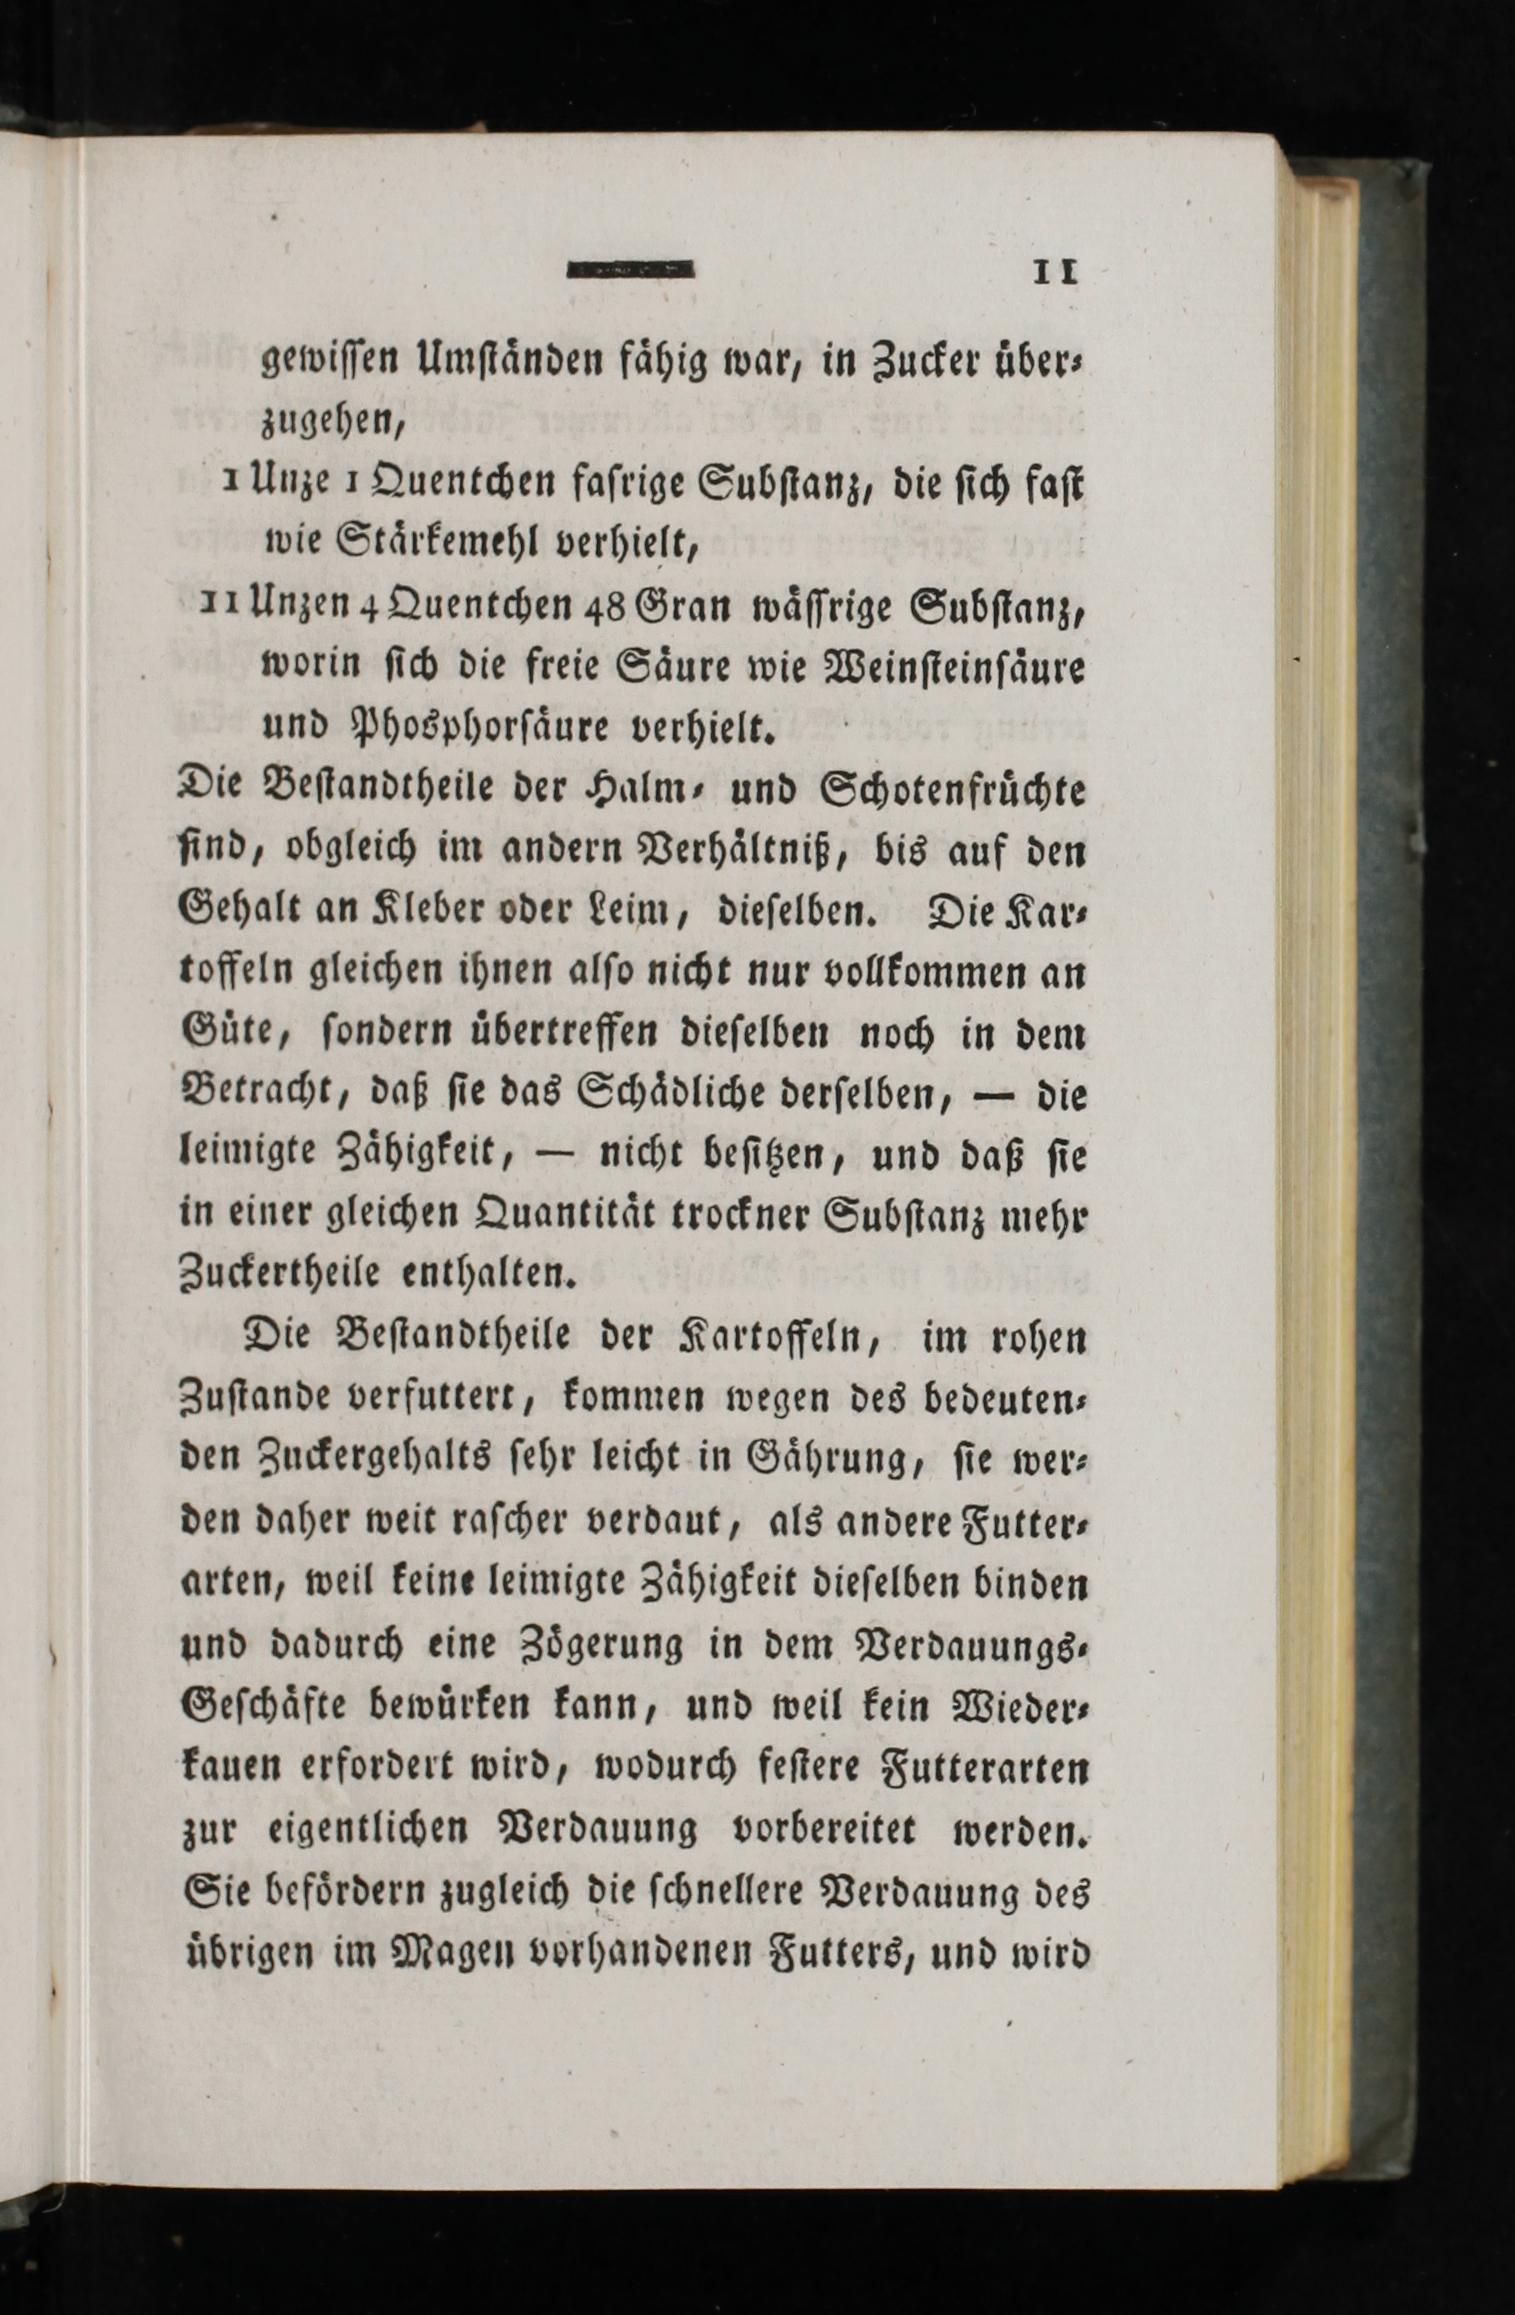 11
gewiſſen Umſtänden fähig war, in Zucker über-
zugehen,
1 Unze 1 Quentchen faſrige Subſtanz, die ſich faſt
wie Stärkemehl verhielt,
11 Unzen 4 Quentchen 48 Gran wäſſrige Subſtanz,
worin ſich die freie Säure wie Weinſteinſäure
und Phosphorſäure verhielt.
Die Beſtandtheile der Halm- und Schotenfrüchte
ſind, obgleich im andern Verhältniß, bis auf den
Gehalt an Kleber oder Leim, dieſelben. Die Kar-
toffeln gleichen ihnen alſo nicht nur vollkommen an
Güte, ſondern übertreffen dieſelben noch in dem
Betracht, daß ſie das Schädliche derſelben, — die
leimigte Zähigkeit, — nicht beſitzen, und daß ſie
in einer gleichen Quantität trockner Subſtanz mehr
Zuckertheile enthalten.
Die Beſtandtheile der Kartoffeln, im rohen
Zuſtande verfuttert, kommen wegen des bedeuten-
den Zuckergehalts ſehr leicht in Gährung, ſie wer-
den daher weit raſcher verdaut, als andere Futter-
arten, weil keine leimigte Zähigkeit dieſelben binden
und dadurch eine Zögerung in dem Verdauungs-
Geſchäfte bewürken kann, und weil kein Wieder-
kauen erfordert wird, wodurch feſtere Futterarten
zur eigentlichen Verdauung vorbereitet werden.
Sie befördern zugleich die ſchnellere Verdauung des
übrigen im Magen vorhandenen Futters, und wird